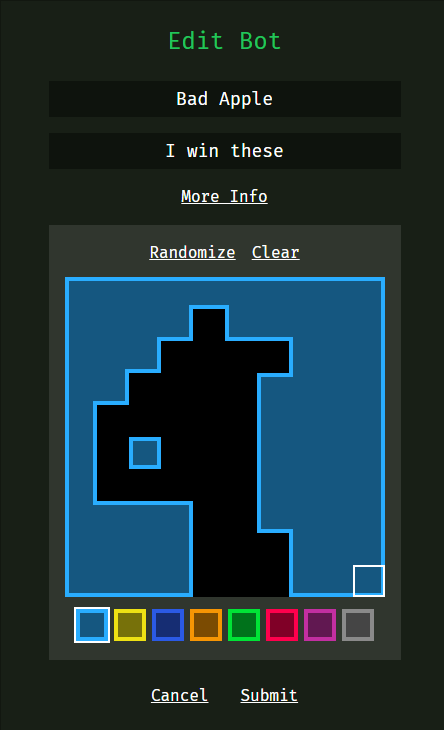 Edit Bot
Bad Apple
I win these
More Info
Randomize Clear
Cancel Submit